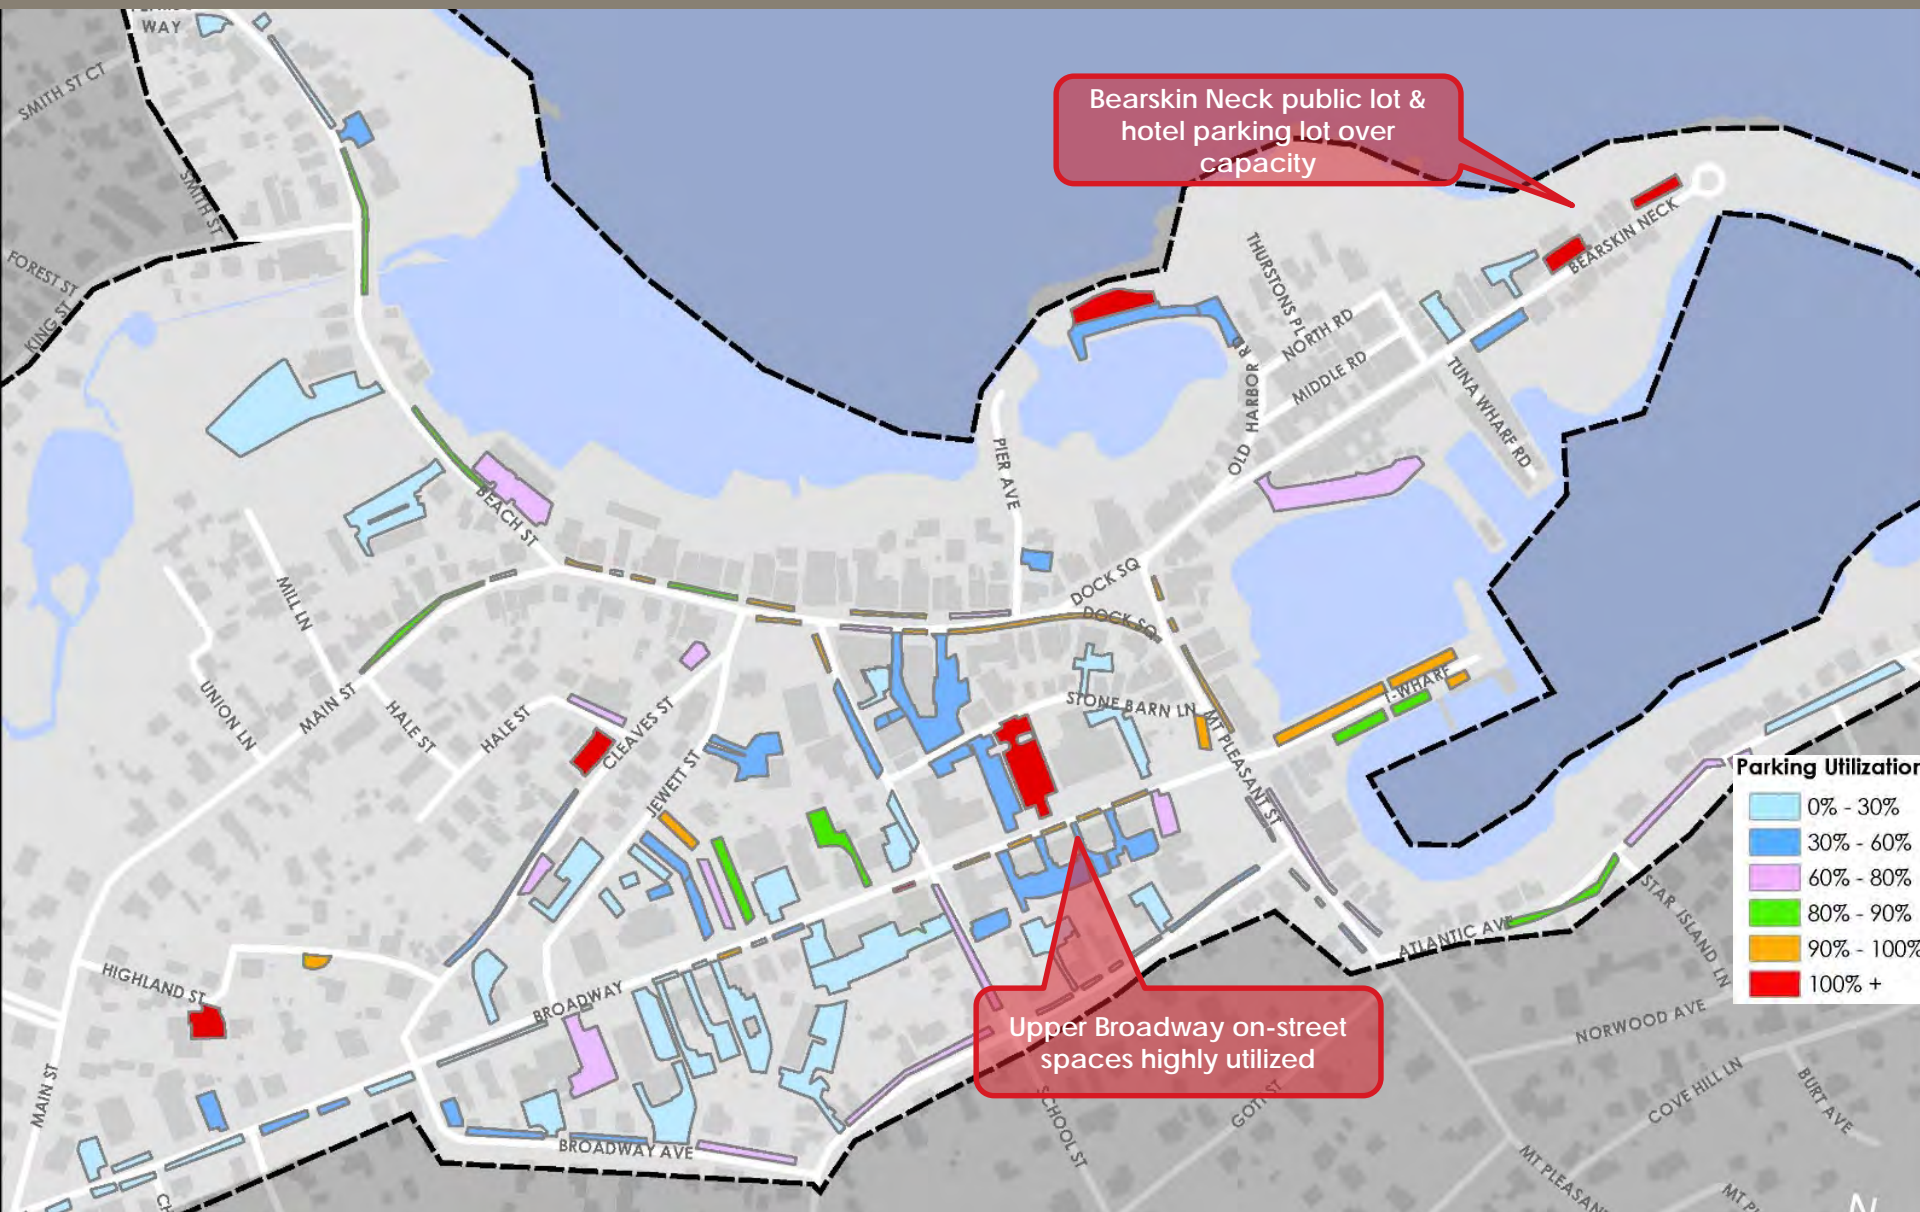 WAY
SMITH ST CT
SMITH ST
FOREST ST
KING ST
Bearskin Neck public lot &
hotel parking lot over
capacity
BEARSKIN NECK
THURSTONS PL
NORTH RD
MIDDLE RD
OLD HARBOR RD
TUNA WHARF RD
PIER AVE
BEACH ST
DOCK SQ
DOCK SQ
MILL LN
UNION LN
MAIN ST
HALE ST
HALE ST
CLEAVES ST
JEWETT ST
STONE BARN LN
MT PLEASANT ST
T-WHARF
Parking Utilization
0% - 30%
30% - 60%
60% - 80%
80% - 90%
90% - 100%
100% +
STAR ISLAND LN
ATLANTIC AVE
HIGHLAND ST
BROADWAY
Upper Broadway on-street
spaces highly utilized
NORWOOD AVE
COVE HILL LN
BURT AVE
MAIN ST
SCHOOL ST
GOTT ST
BROADWAY AVE
MT PLEASANT
CH
N